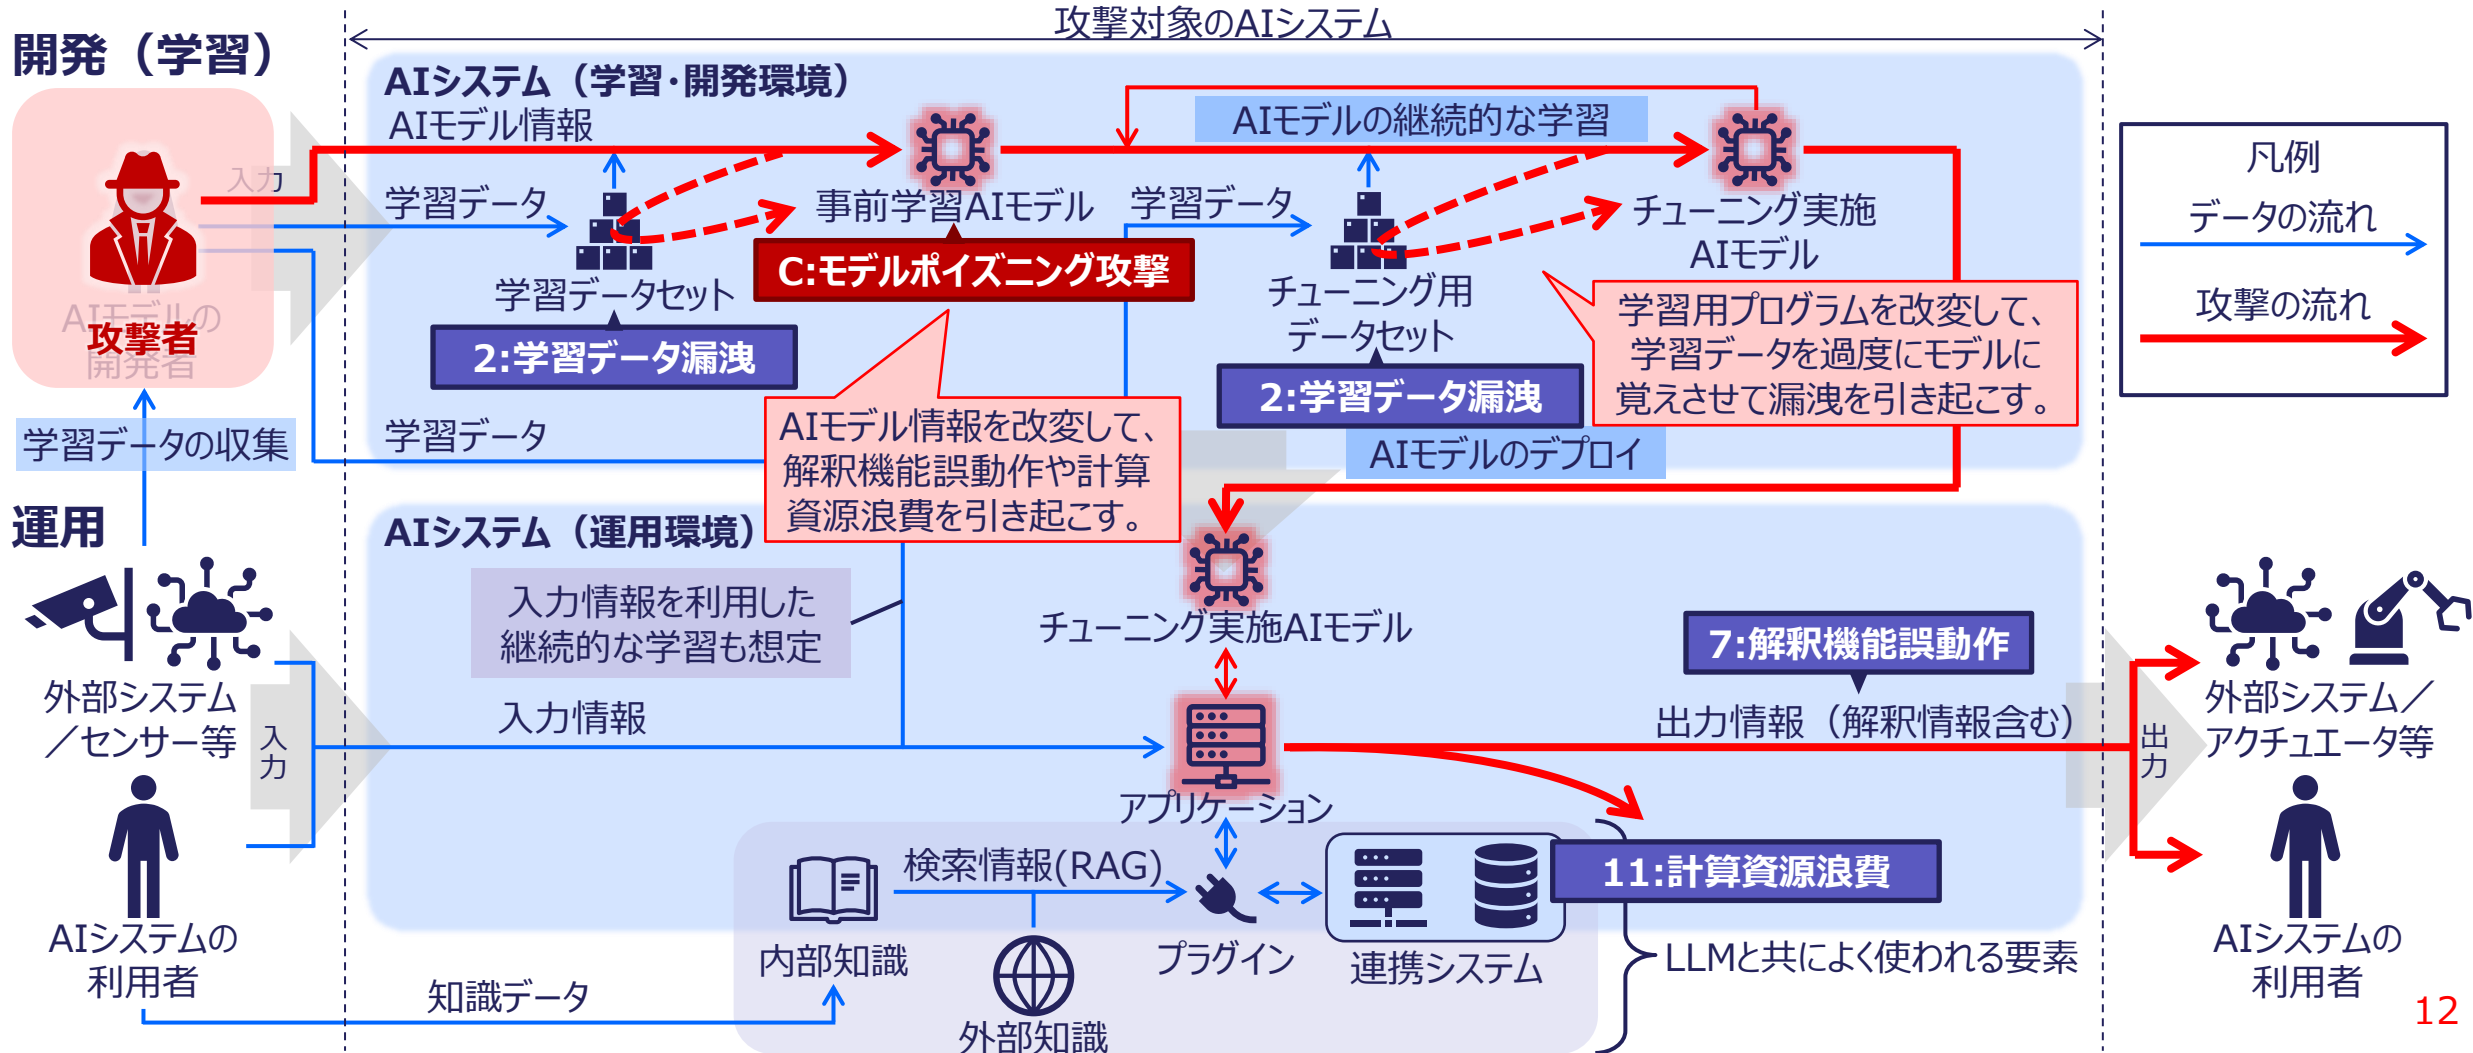 攻撃対象のAIシステム
開発（学習）
AIシステム（学習・開発環境）
AIモデル情報
AIモデルの継続的な学習
入力
学習データ
事前学習AIモデル
学習データ
チューニング実施
AIモデル
C:モデルポイズニング攻撃
学習データセット
チューニング用
データセット
AIモデルの
開発者
攻撃者
2:学習データ漏洩
2:学習データ漏洩
学習用プログラムを改変して、
学習データを過度にモデルに
覚えさせて漏洩を引き起こす。
凡例
データの流れ
攻撃の流れ
学習データの収集
学習データ
AIモデル情報を改変して、
解釈機能誤動作や計算
資源浪費を引き起こす。
AIモデルのデプロイ
運用
AIシステム（運用環境）
入力情報を利用した
継続的な学習も想定
チューニング実施AIモデル
7:解釈機能誤動作
外部システム
／センサー等
入力
入力情報
出力情報（解釈情報含む）
出力
外部システム／
アクチュエータ等
アプリケーション
検索情報(RAG)
11:計算資源浪費
AIシステムの
利用者
内部知識
プラグイン
連携システム
LLMと共によく使われる要素
AIシステムの
利用者
知識データ
外部知識
12